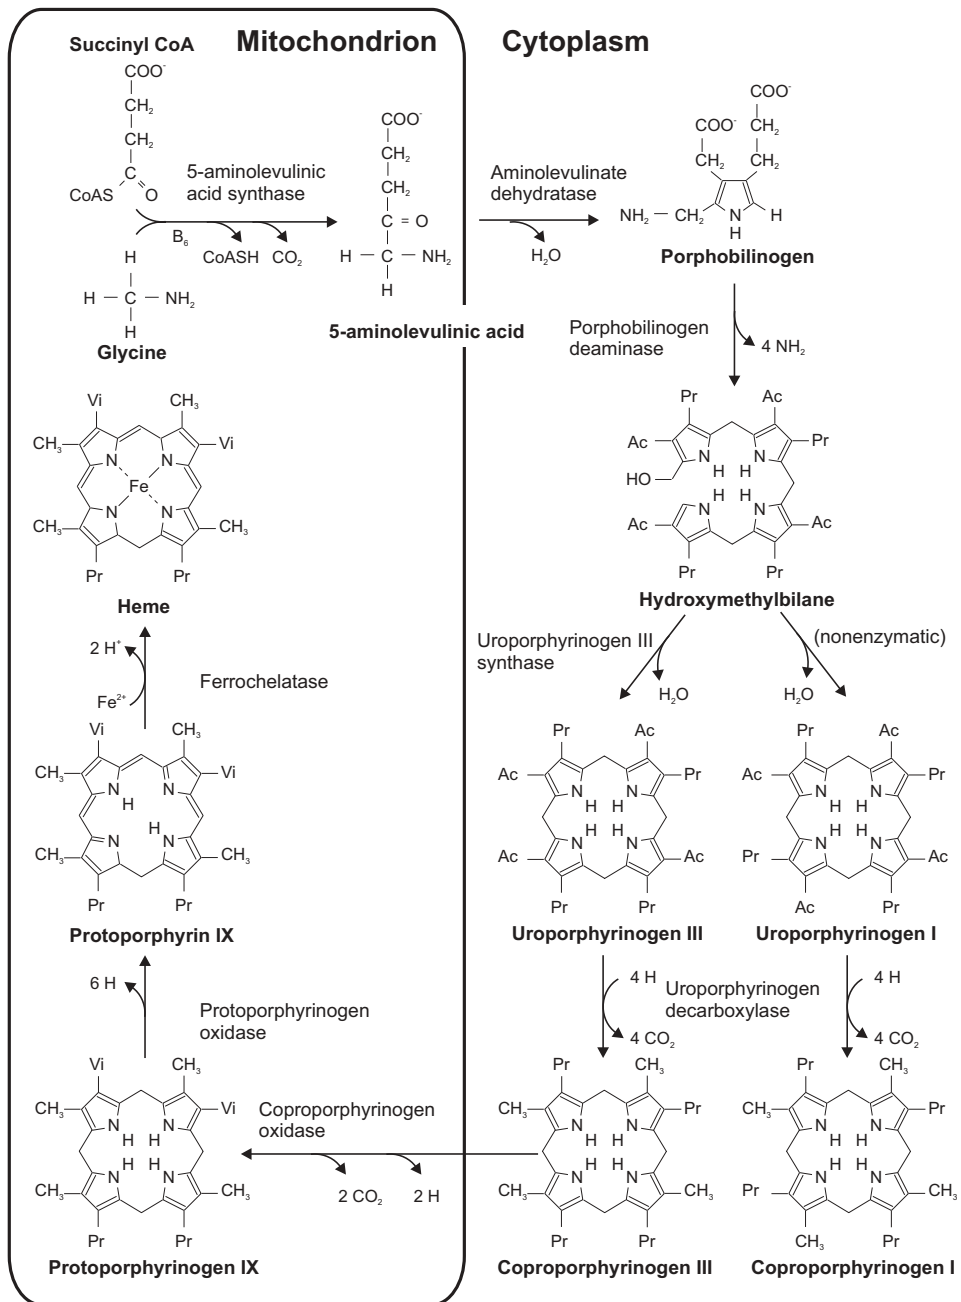 Mitochondrion
Cytoplasm
Succinyl CoA
COO-
CH2
CH2
C
CoAS
O
5-aminolevulinic
acid synthase
B6
CoASH
CO2
H
H — C — NH2
H
Glycine
COO-
CH2
CH2
C = O
H — C — NH2
H
5-aminolevulinic acid
Aminolevulinate
dehydratase
H2O
COO-
COO-
CH2
CH2
CH2
NH2 — CH2
N
H
H
Porphobilinogen
Porphobilinogen
deaminase
4 NH2
Pr
Ac
Ac
Pr
N
N
H
H
HO
H
H
N
N
Ac
Ac
Pr
Pr
Hydroxymethylbilane
Uroporphyrinogen III
synthase
H2O
(nonenzymatic)
H2O
Pr
Ac
Ac
Pr
N
N
H
H
H
H
N
N
Ac
Ac
Pr
Pr
Uroporphyrinogen III
Pr
Ac
Ac
Pr
N
N
H
H
H
H
N
N
Pr
Ac
Ac
Pr
Uroporphyrinogen I
4 H
Uroporphyrinogen
decarboxylase
4 CO2
4 H
4 CO2
Pr
CH3
CH3
Pr
N
N
H
H
H
H
N
N
CH3
CH3
Pr
Pr
Coproporphyrinogen III
Pr
CH3
CH3
Pr
N
N
H
H
H
H
N
N
Pr
CH3
CH3
Pr
Coproporphyrinogen I
Coproporphyrinogen
oxidase
2 CO2
2 H
Vi
CH3
CH3
Vi
N
N
H
H
H
H
N
N
CH3
CH3
Pr
Pr
Protoporphyrinogen IX
6 H
Protoporphyrinogen
oxidase
Vi
CH3
CH3
Vi
N
N
H
H
N
N
CH3
CH3
Pr
Pr
Protoporphyrin IX
2 H+
Fe2+
Ferrochelatase
Vi
CH3
CH3
Vi
N
N
Fe
N
N
CH3
CH3
Pr
Pr
Heme